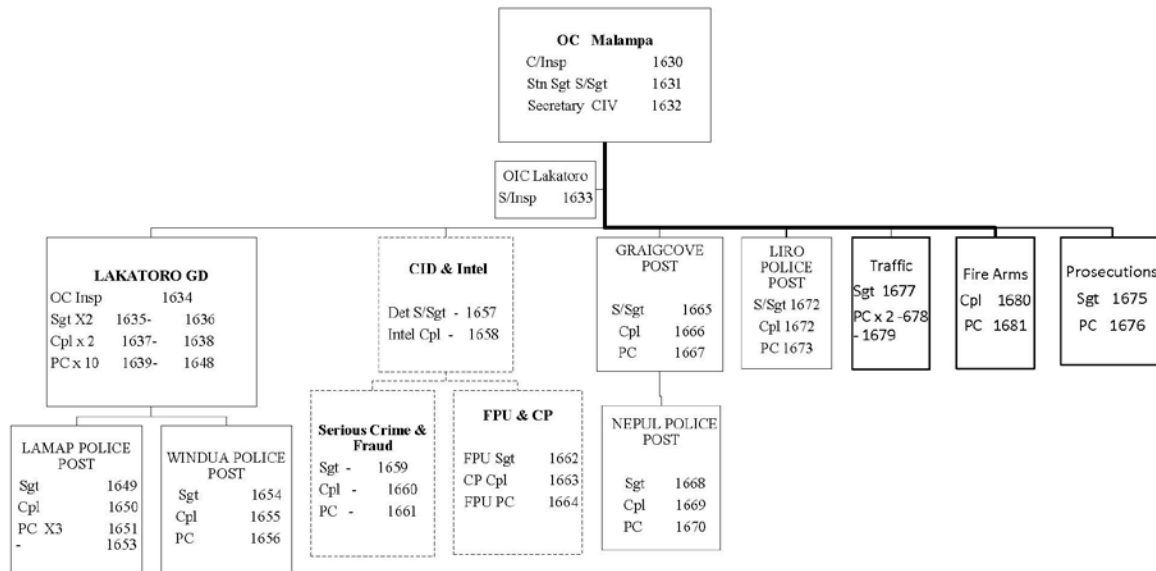 OC Malampa
C/Insp 1630
Stn Sgt S/Sgt 1631
Secretary CIV 1632
OIC Lakatoro
S/Insp 1633
LAKATORO GD
OC Insp 1634
Sgt X2 1635- 1636
Cpl x 2 1637- 1638
PC x 10 1639- 1648
CID & Intel
Det S/Sgt - 1657
Intel Cpl - 1658
GRAIGCOVE
POST
S/Sgt 1665
Cpl 1666
PC 1667
LIRO
POLICE
POST
S/Sgt 1672
Cpl 1672
PC 1673
Traffic
Sgt 1677
PC x 2 -678
- 1679
Fire Arms
Cpl 1680
PC 1681
Prosecutions
Sgt 1675
PC 1676
LAMAP POLICE
POST
Sgt 1649
Cpl 1650
PC X3 1651
- 1653
WINDUA POLICE
POST
Sgt 1654
Cpl 1655
PC 1656
Serious Crime &
Fraud
Sgt - 1659
Cpl - 1660
PC - 1661
FPU & CP
FPU Sgt 1662
CP Cpl 1663
FPU PC 1664
NEPUL POLICE
POST
Sgt 1668
Cpl 1669
PC 1670